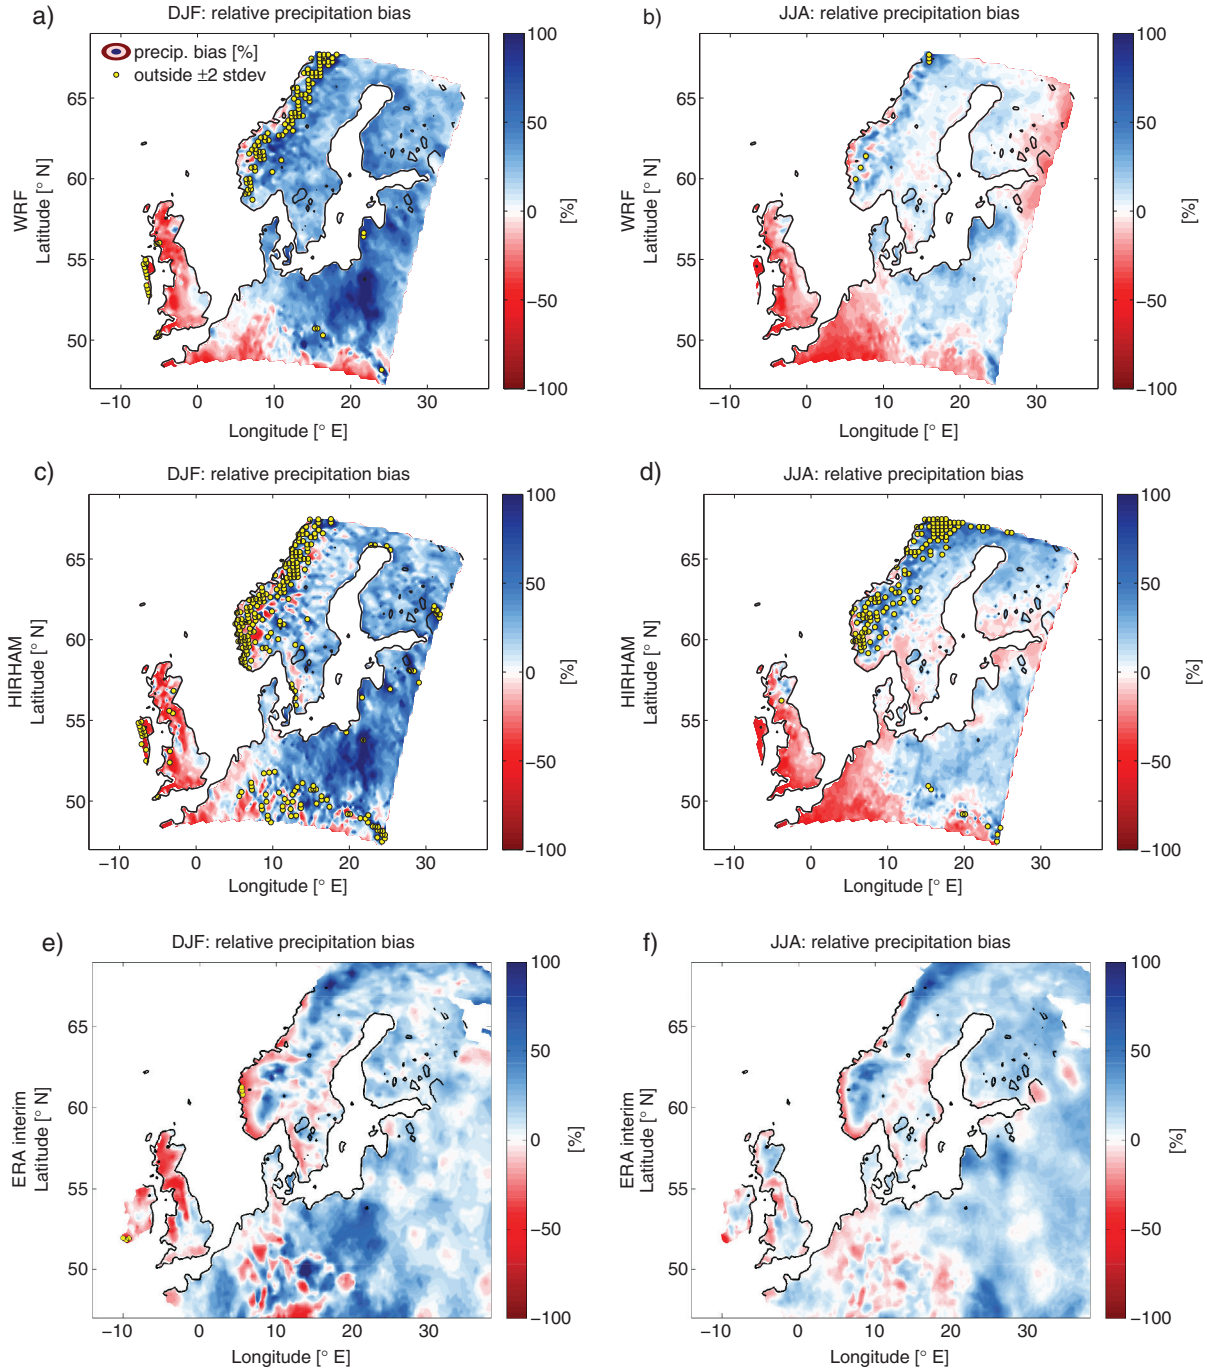 a)
DJF: relative precipitation bias
precip. bias [%]
outside ±2 stdev
65
60
55
50
WRF
Latitude [° N]
−10 0 10 20 30
Longitude [° E]
100
50
0
−50
−100
[%]
b)
JJA: relative precipitation bias
65
60
55
50
WRF
Latitude [° N]
−10 0 10 20 30
Longitude [° E]
100
50
0
−50
−100
[%]
c)
DJF: relative precipitation bias
65
60
55
50
HIRHAM
Latitude [° N]
−10 0 10 20 30
Longitude [° E]
100
50
0
−50
−100
[%]
d)
JJA: relative precipitation bias
65
60
55
50
HIRHAM
Latitude [° N]
−10 0 10 20 30
Longitude [° E]
100
50
0
−50
−100
[%]
e)
DJF: relative precipitation bias
65
60
55
50
ERA interim
Latitude [° N]
−10 0 10 20 30
Longitude [° E]
100
50
0
−50
−100
[%]
f)
JJA: relative precipitation bias
65
60
55
50
ERA interim
Latitude [° N]
−10 0 10 20 30
Longitude [° E]
100
50
0
−50
−100
[%]